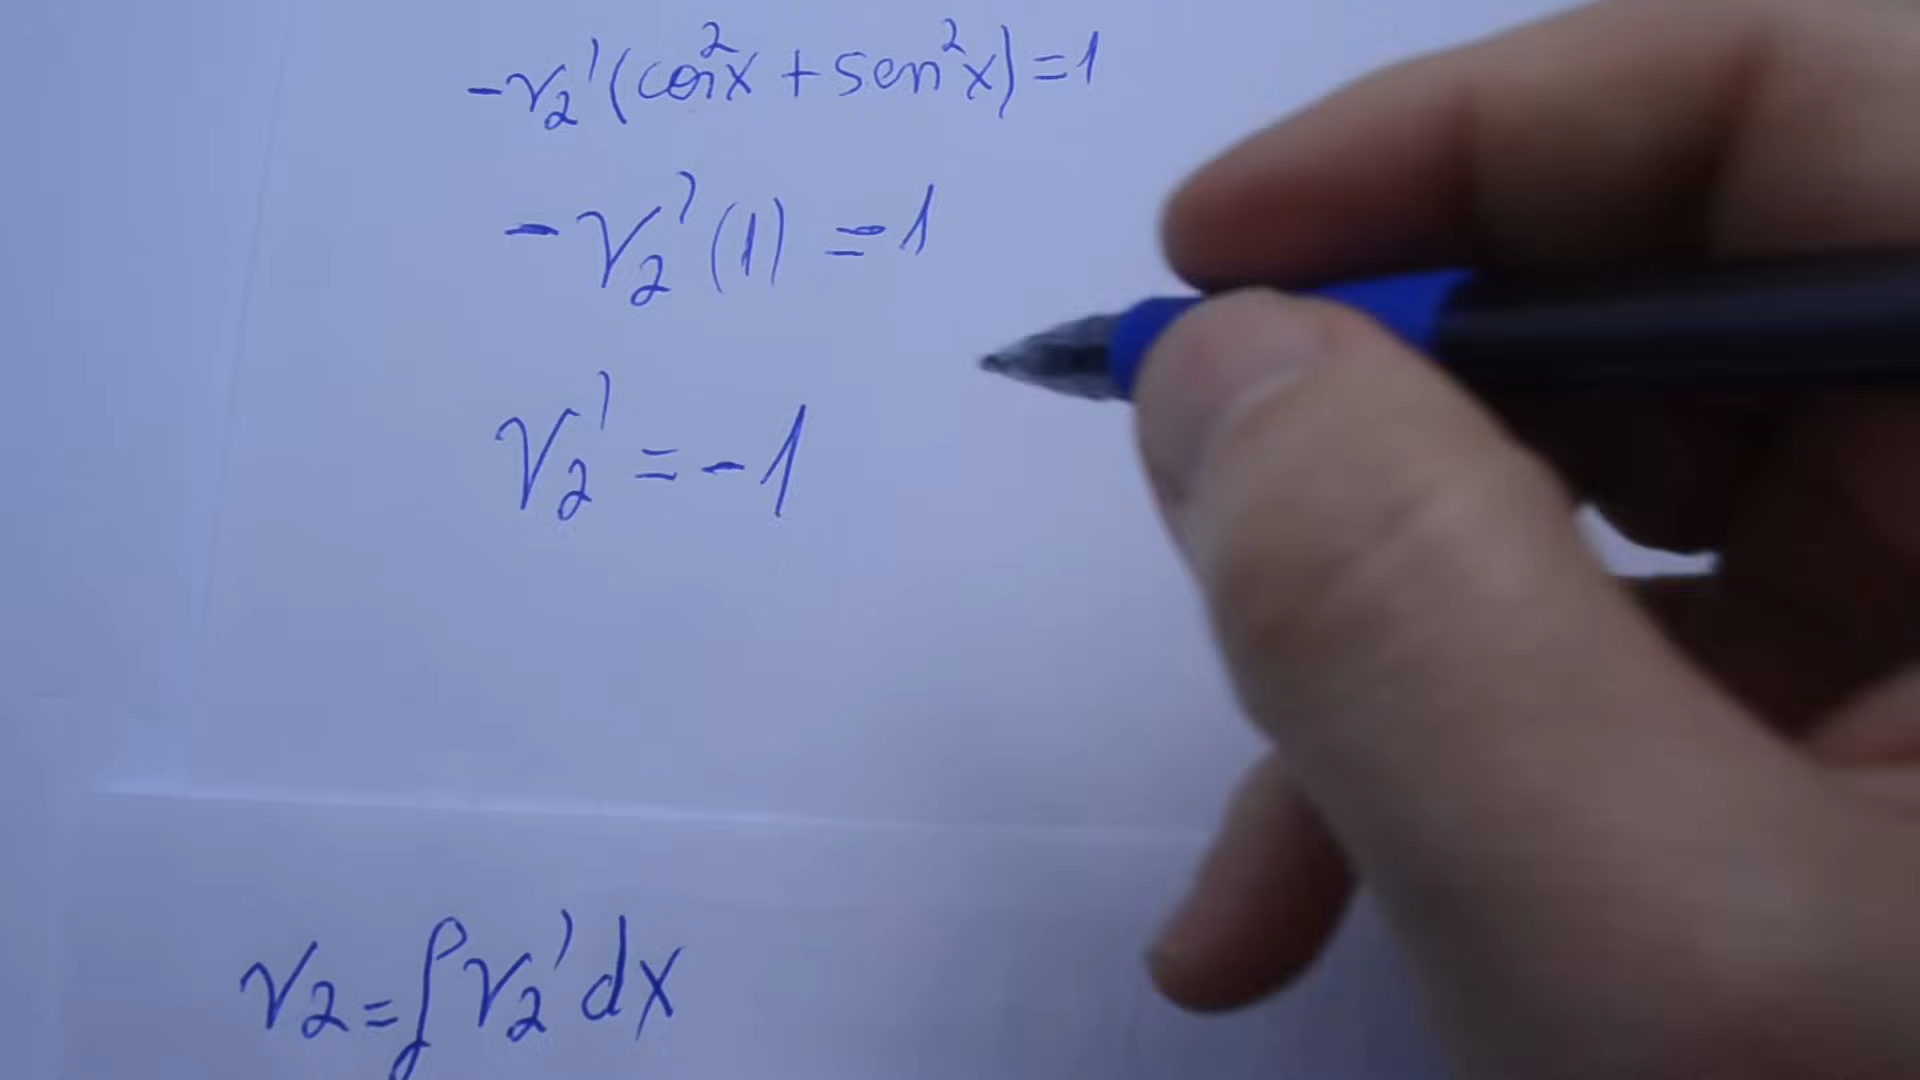 -v₂'(cos²x + sen²x) = 1
-v₂'(1) = 1
v₂' = -1
v₂ = ∫v₂'dx